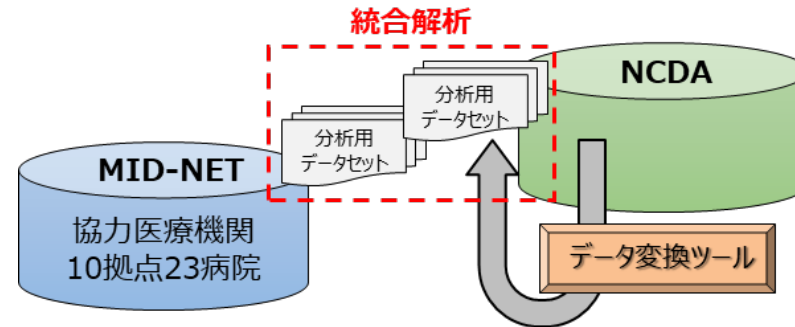 統合解析
NCDA
分析用
データセット
分析用
データセット
MID-NET
協力医療機関
10拠点23病院
データ変換ツール